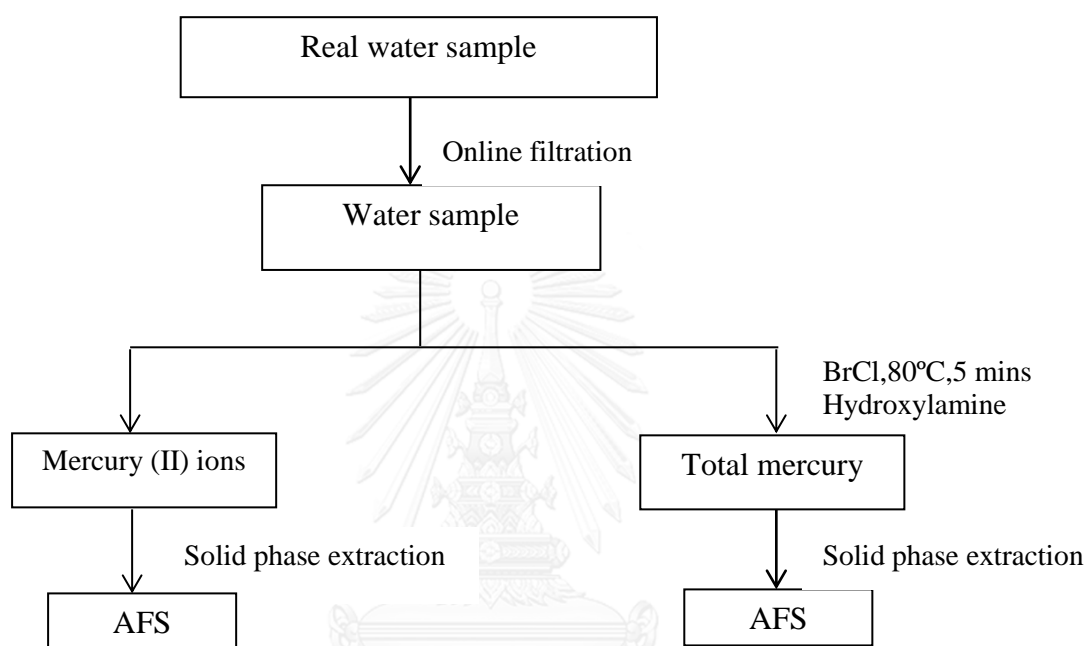 Real water sample
Online filtration
Water sample
BrCl,80ºC,5 mins
Hydroxylamine
Mercury (II) ions
Total mercury
Solid phase extraction
Solid phase extraction
AFS
AFS